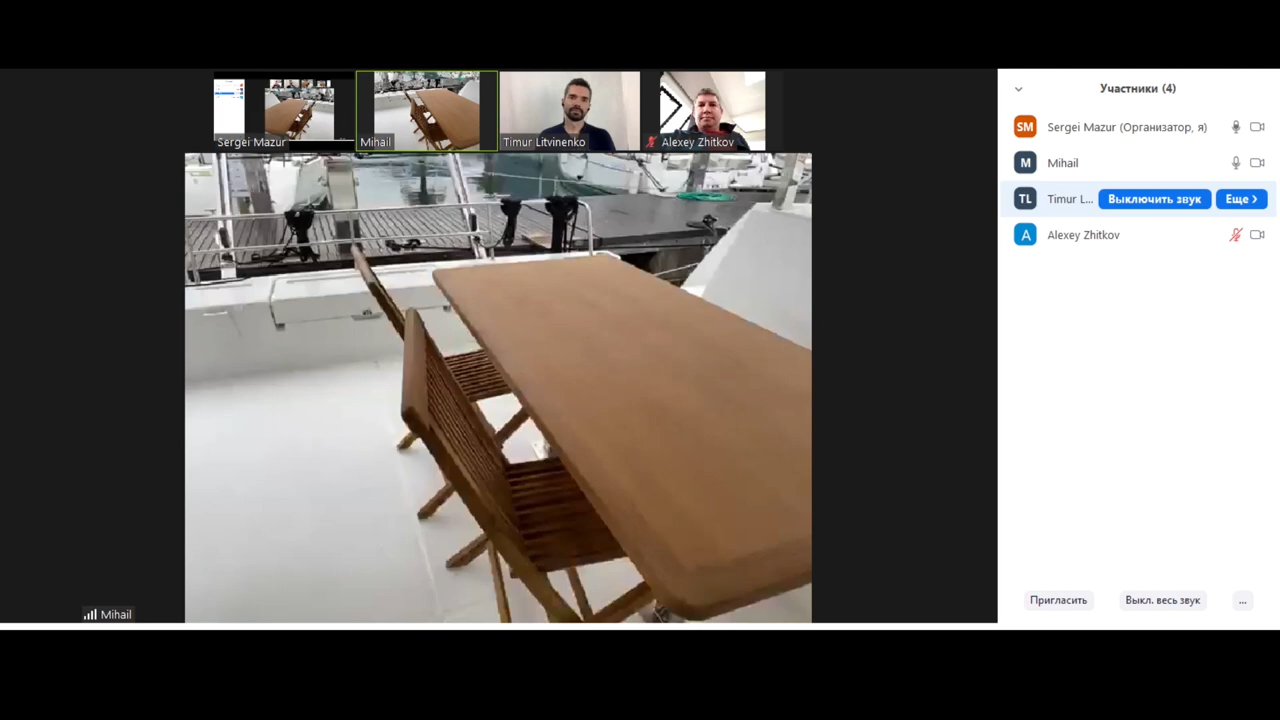 Sergei Mazur
Mihail
Timur Litvinenko
Alexey Zhitkov
Mihail
Участники (4)
SM Sergei Mazur (Организатор, я)
M Mihail
TL Timur L... Выключить звук Еще
A Alexey Zhitkov
Пригласить Выкл. весь звук ...